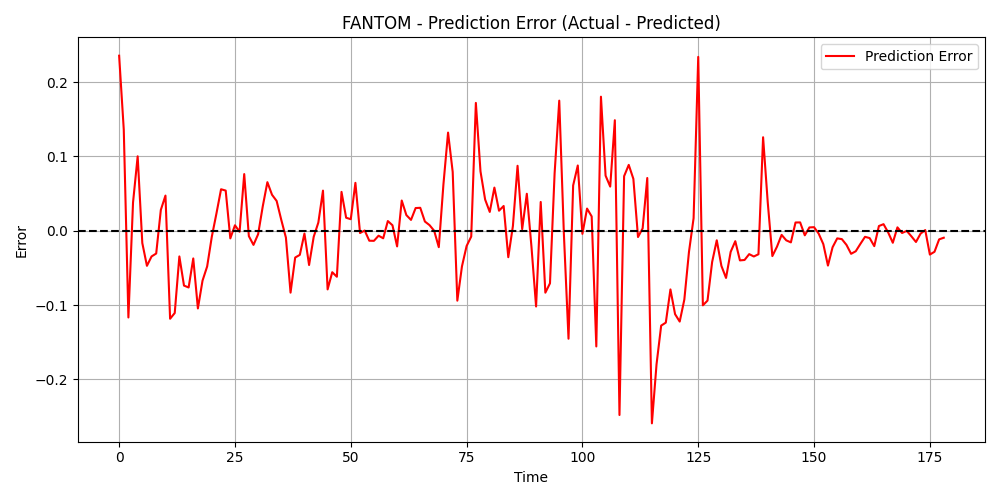 FANTOM - Prediction Error (Actual - Predicted)
Prediction Error
Error
0.2
0.1
0.0
−0.1
−0.2
0 25 50 75 100 125 150 175
Time